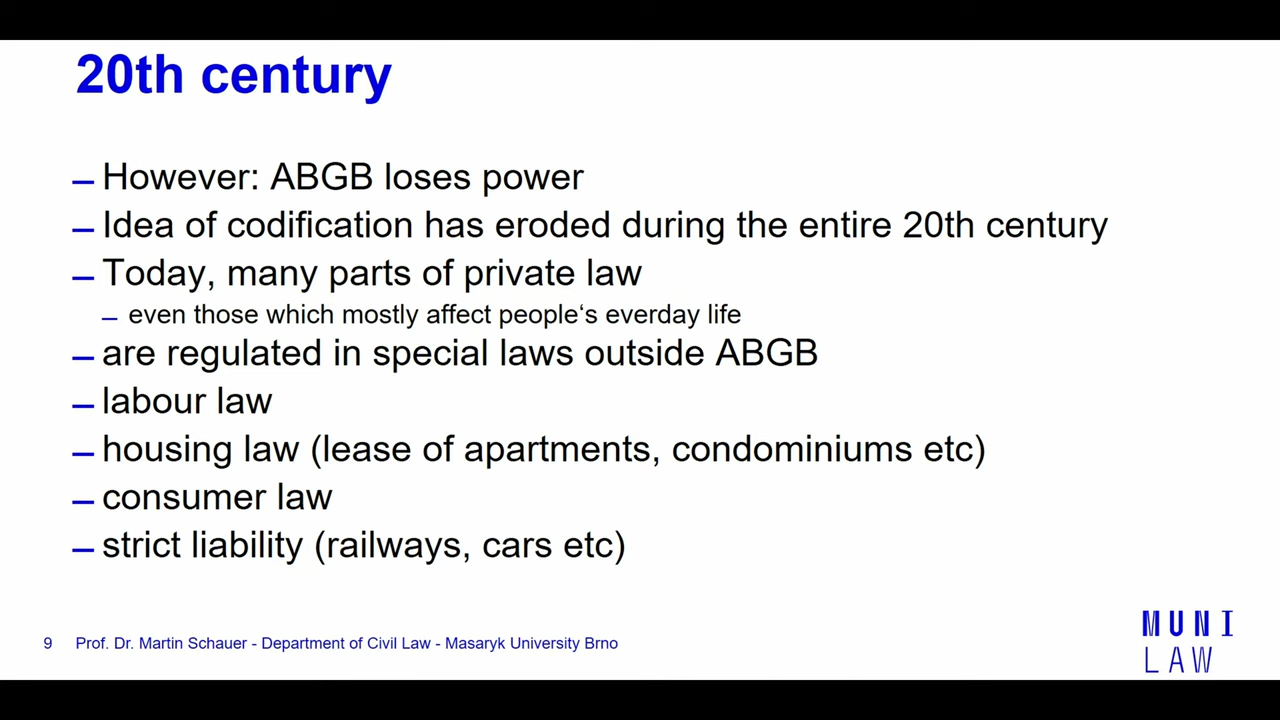 20th century
– However: ABGB loses power
– Idea of codification has eroded during the entire 20th century
– Today, many parts of private law
– even those which mostly affect people‘s everday life
– are regulated in special laws outside ABGB
– labour law
– housing law (lease of apartments, condominiums etc)
– consumer law
– strict liability (railways, cars etc)
9 Prof. Dr. Martin Schauer - Department of Civil Law - Masaryk University Brno
MUNI
LAW